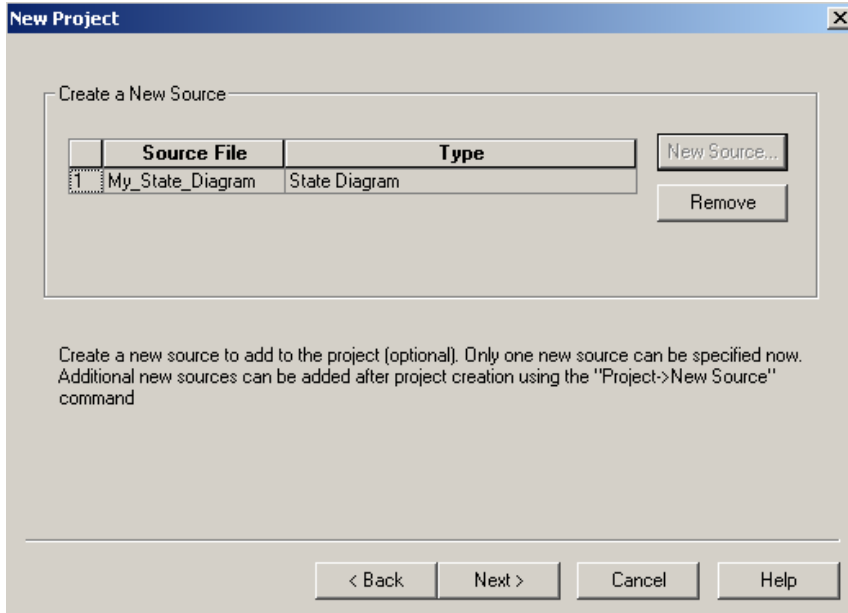 New Project
Create a New Source
Source File Type
New Source...
1 My_State_Diagram State Diagram
Remove
Create a new source to add to the project (optional). Only one new source can be specified now.
Additional new sources can be added after project creation using the "Project->New Source"
command
< Back Next > Cancel Help